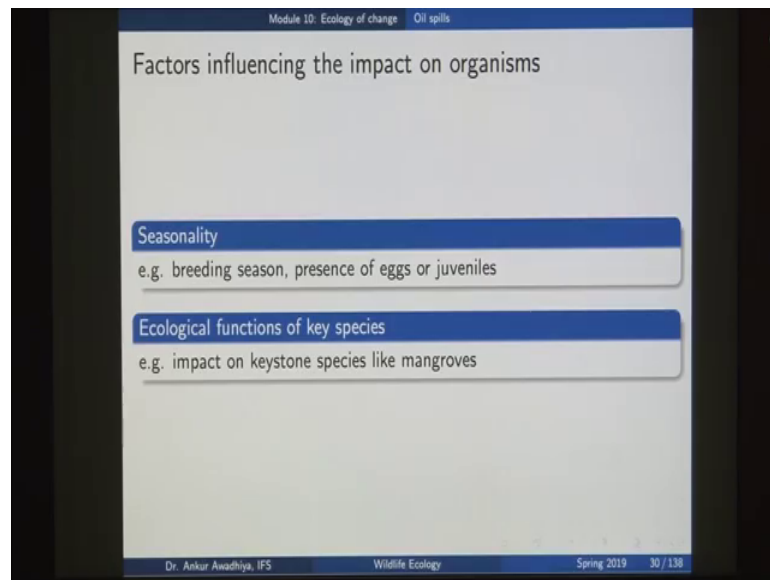 Module 10: Ecology of change Oil spills
Factors influencing the impact on organisms
Seasonality
e.g. breeding season, presence of eggs or juveniles
Ecological functions of key species
e.g. impact on keystone species like mangroves
Dr. Ankur Awadhiya, IFS Wildlife Ecology Spring 2019 30 / 138